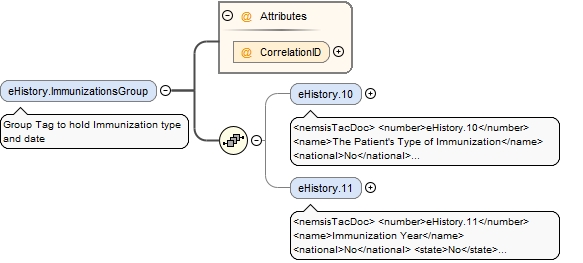 @ Attributes
@ CorrelationID
eHistory.ImmunizationsGroup
Group Tag to hold Immunization type
and date
eHistory.10
<nemsisTacDoc> <number>eHistory.10</number>
<name>The Patient's Type of Immunization</name>
<national>No</national>...
eHistory.11
<nemsisTacDoc> <number>eHistory.11</number>
<name>Immunization Year</name>
<national>No</national> <state>No</state>...